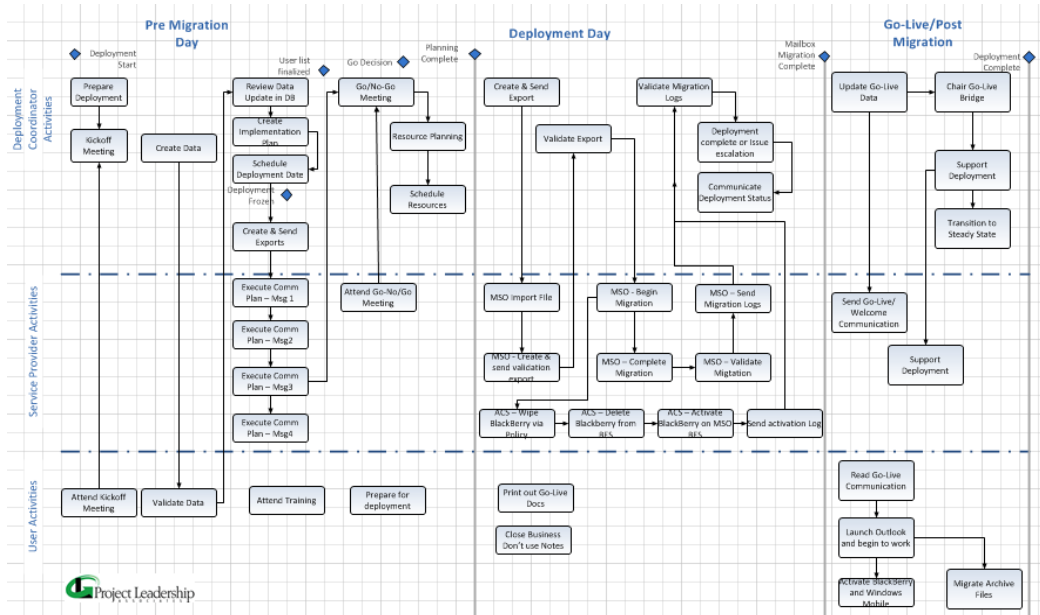 Pre Migration
Day
Deployment Day
Go-Live/Post
Migration
Deployment
Start
User list
finalized
Go Decision
Planning
Complete
Mailbox
Migration
Complete
Deployment
Complete
Deployment
Coordinator
Activities
Prepare
Deployment
Kickoff
Meeting
Create Data
Review Data
Update in DB
Create
Implementation
Plan
Schedule
Deployment Date
Deployment
Frozen
Create & Send
Exports
Go/No-Go
Meeting
Resource Planning
Schedule
Resources
Create & Send
Export
Validate Export
Validate Migration
Logs
Deployment
complete or Issue
escalation
Communicate
Deployment Status
Update Go-Live
Data
Chair Go-Live
Bridge
Support
Deployment
Transition to
Steady State
Service Provider Activities
Execute Comm
Plan – Msg 1
Execute Comm
Plan – Msg2
Execute Comm
Plan – Msg3
Execute Comm
Plan – Msg4
Attend Go-No/Go
Meeting
MSO Import File
MSO - Create &
send validation
export
MSO - Begin
Migration
MSO – Complete
Migration
MSO – Send
Migration Logs
MSO – Validate
Migtation
ACS – Wipe
BlackBerry via
Policy
ACS – Delete
Blackberry from
BES
ACS – Activate
BlackBerry on MSO
BES
Send activation Log
Send Go-Live/
Welcome
Communication
Support
Deployment
User Activities
Attend Kickoff
Meeting
Validate Data
Attend Training
Prepare for
deployment
Print out Go-Live
Docs
Close Business
Don't use Notes
Read Go-Live
Communication
Launch Outlook
and begin to work
Activate BlackBerry
and Windows
Mobile
Migrate Archive
Files
Project Leadership
ASSOCIATES